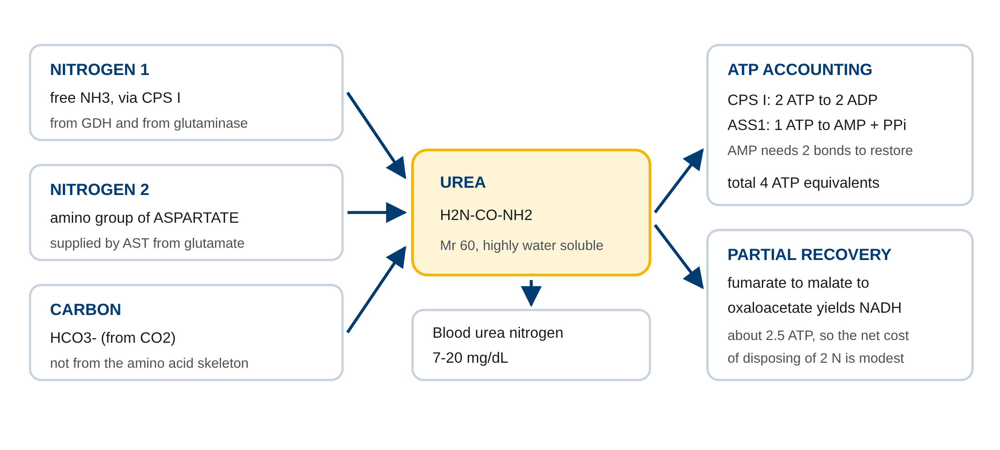 NITROGEN 1
free NH3, via CPS I
from GDH and from glutaminase
NITROGEN 2
amino group of ASPARTATE
supplied by AST from glutamate
CARBON
HCO3- (from CO2)
not from the amino acid skeleton
UREA
H2N-CO-NH2
Mr 60, highly water soluble
Blood urea nitrogen
7-20 mg/dL
ATP ACCOUNTING
CPS I: 2 ATP to 2 ADP
ASS1: 1 ATP to AMP + PPi
AMP needs 2 bonds to restore
total 4 ATP equivalents
PARTIAL RECOVERY
fumarate to malate to
oxaloacetate yields NADH
about 2.5 ATP, so the net cost
of disposing of 2 N is modest